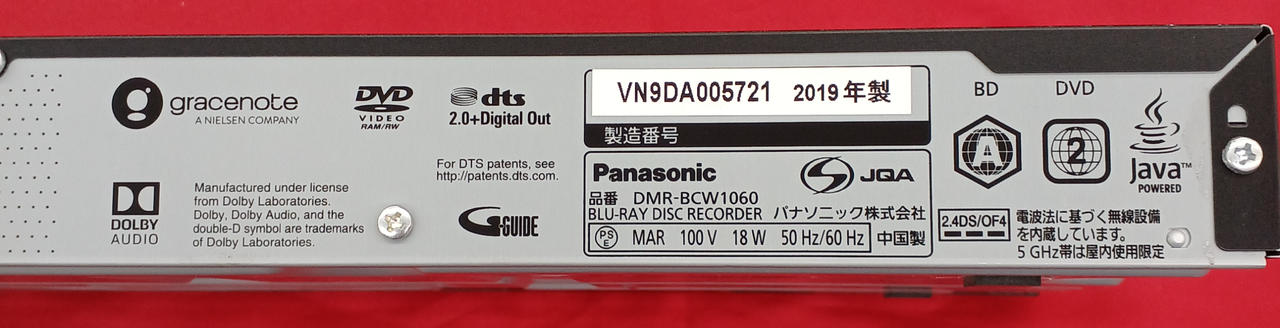 gracenote
A NIELSEN COMPANY
DVD
VIDEO
RAM/RW
dts
2.0+Digital Out
For DTS patents, see
http://patents.dts.com.
DOLBY
AUDIO
Manufactured under license
from Dolby Laboratories.
Dolby, Dolby Audio, and the
double-D symbol are trademarks
of Dolby Laboratories.
G-GUIDE
VN9DA005721 2019年製
製造番号
Panasonic
JQA
品番 DMR-BCW1060
BLU-RAY DISC RECORDER パナソニック株式会社
PSE MAR 100 V 18 W 50 Hz/60 Hz 中国製
BD
A
DVD
2
Java™
POWERED
2.4DS/OF4
電波法に基づく無線設備
を内蔵しています。
5 GHz帯は屋内使用限定